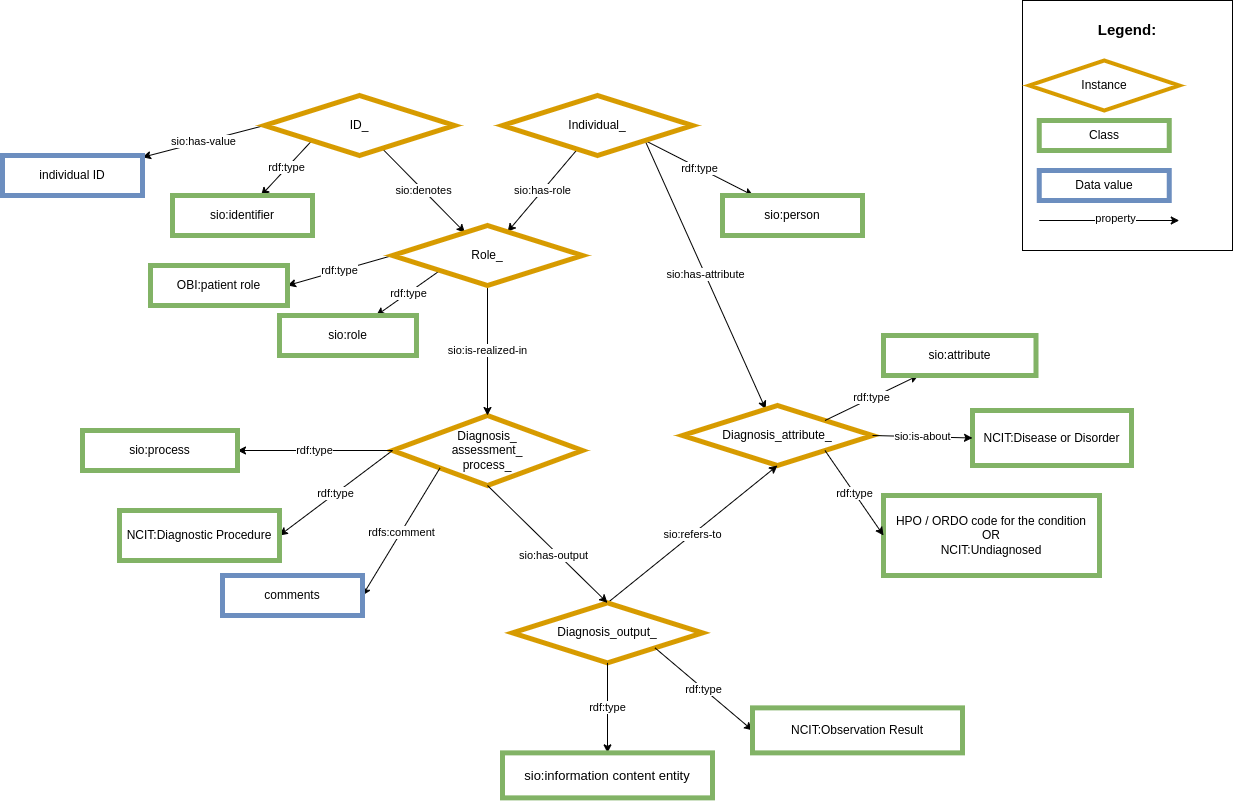 Legend:
Instance
Class
Data value
property
ID_
Individual_
sio:has-value
rdf:type
individual ID
sio:identifier
sio:denotes
sio:has-role
rdf:type
sio:person
Role_
rdf:type
OBI:patient role
rdf:type
sio:role
sio:has-attribute
sio:is-realized-in
sio:attribute
rdf:type
Diagnosis_
assessment_
process_
Diagnosis_attribute_
sio:is-about
NCIT:Disease or Disorder
sio:process
rdf:type
rdf:type
NCIT:Diagnostic Procedure
rdfs:comment
comments
rdf:type
HPO / ORDO code for the condition
OR
NCIT:Undiagnosed
sio:refers-to
sio:has-output
Diagnosis_output_
rdf:type
rdf:type
NCIT:Observation Result
sio:information content entity